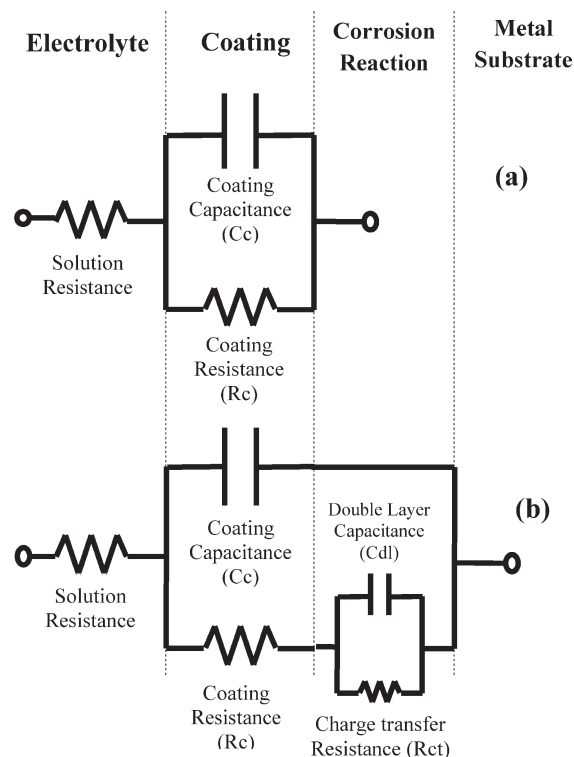 Electrolyte
Coating
Corrosion
Reaction
Metal
Substrate
(a)
Coating
Capacitance
(Cc)
Solution
Resistance
Coating
Resistance
(Rc)
(b)
Double Layer
Capacitance
(Cdl)
Coating
Capacitance
(Cc)
Solution
Resistance
Coating
Resistance
(Rc)
Charge transfer
Resistance (Rct)